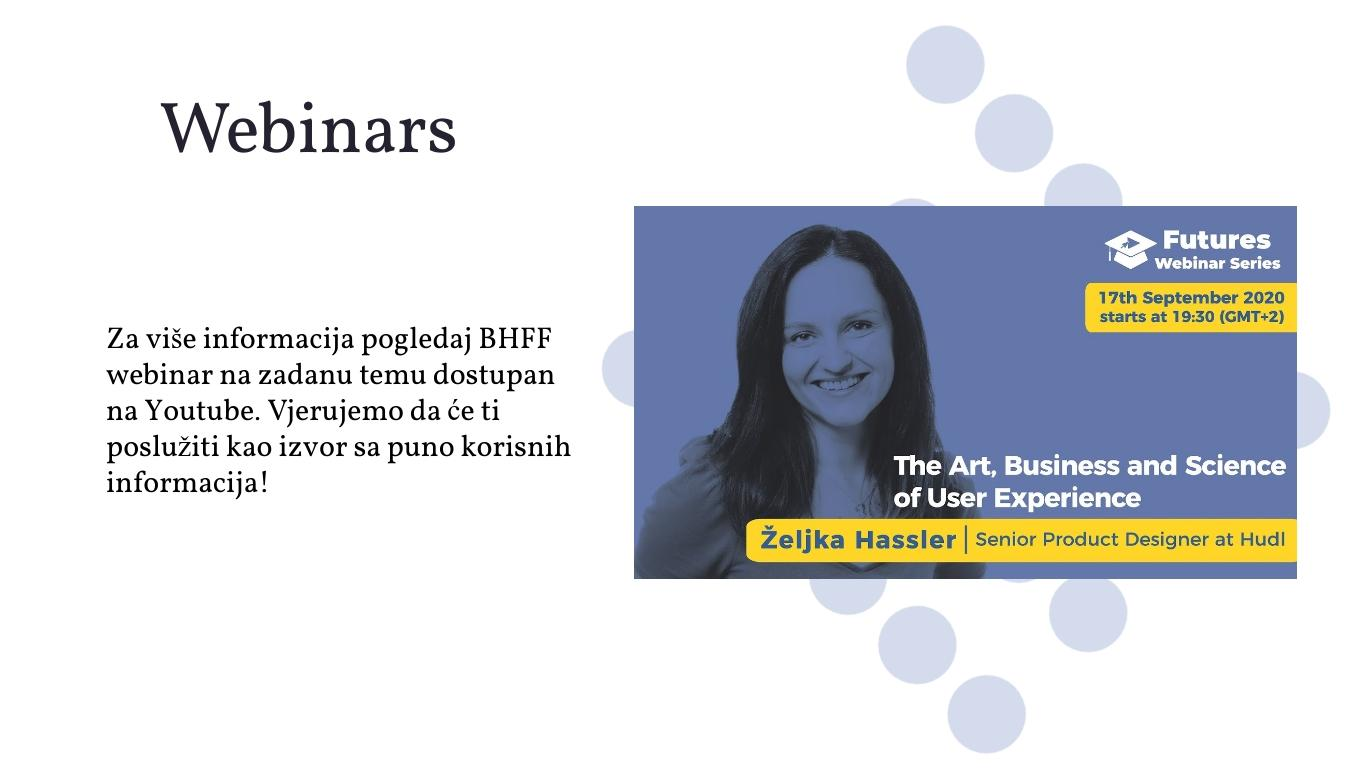 Webinars
Za više informacija pogledaj BHFF
webinar na zadanu temu dostupan
na Youtube. Vjerujemo da će ti
poslužiti kao izvor sa puno korisnih
informacija!
Futures
Webinar Series
17th September 2020
starts at 19:30 (GMT+2)
The Art, Business and Science
of User Experience
Željka Hassler | Senior Product Designer at Hudl